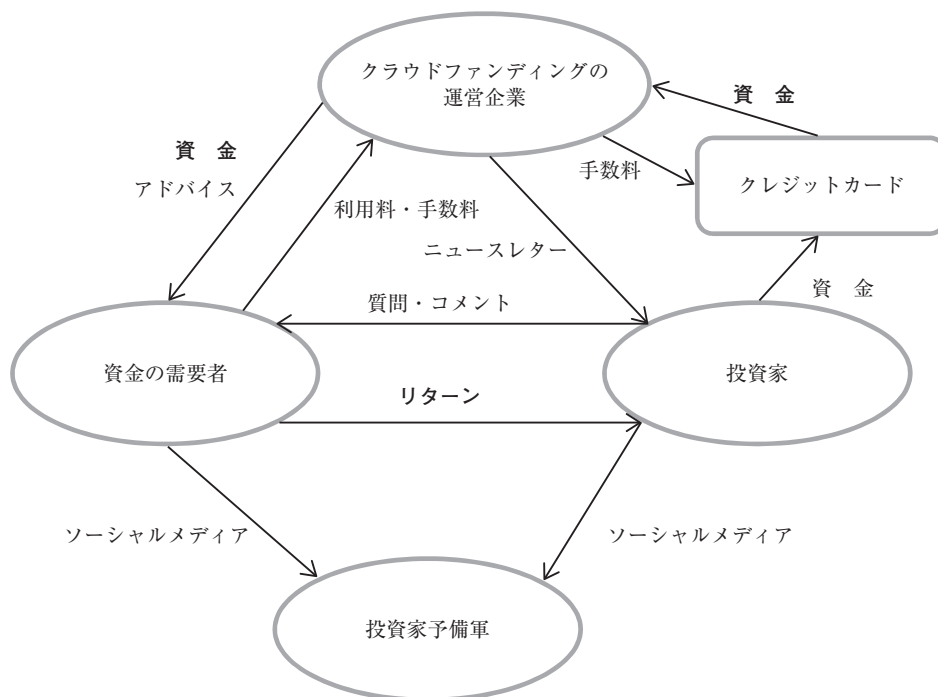 クラウドファンディングの
運営企業
資　金
資　金
アドバイス
手数料
クレジットカード
利用料・手数料
ニュースレター
資　金
質問・コメント
資金の需要者
投資家
リターン
ソーシャルメディア
ソーシャルメディア
投資家予備軍